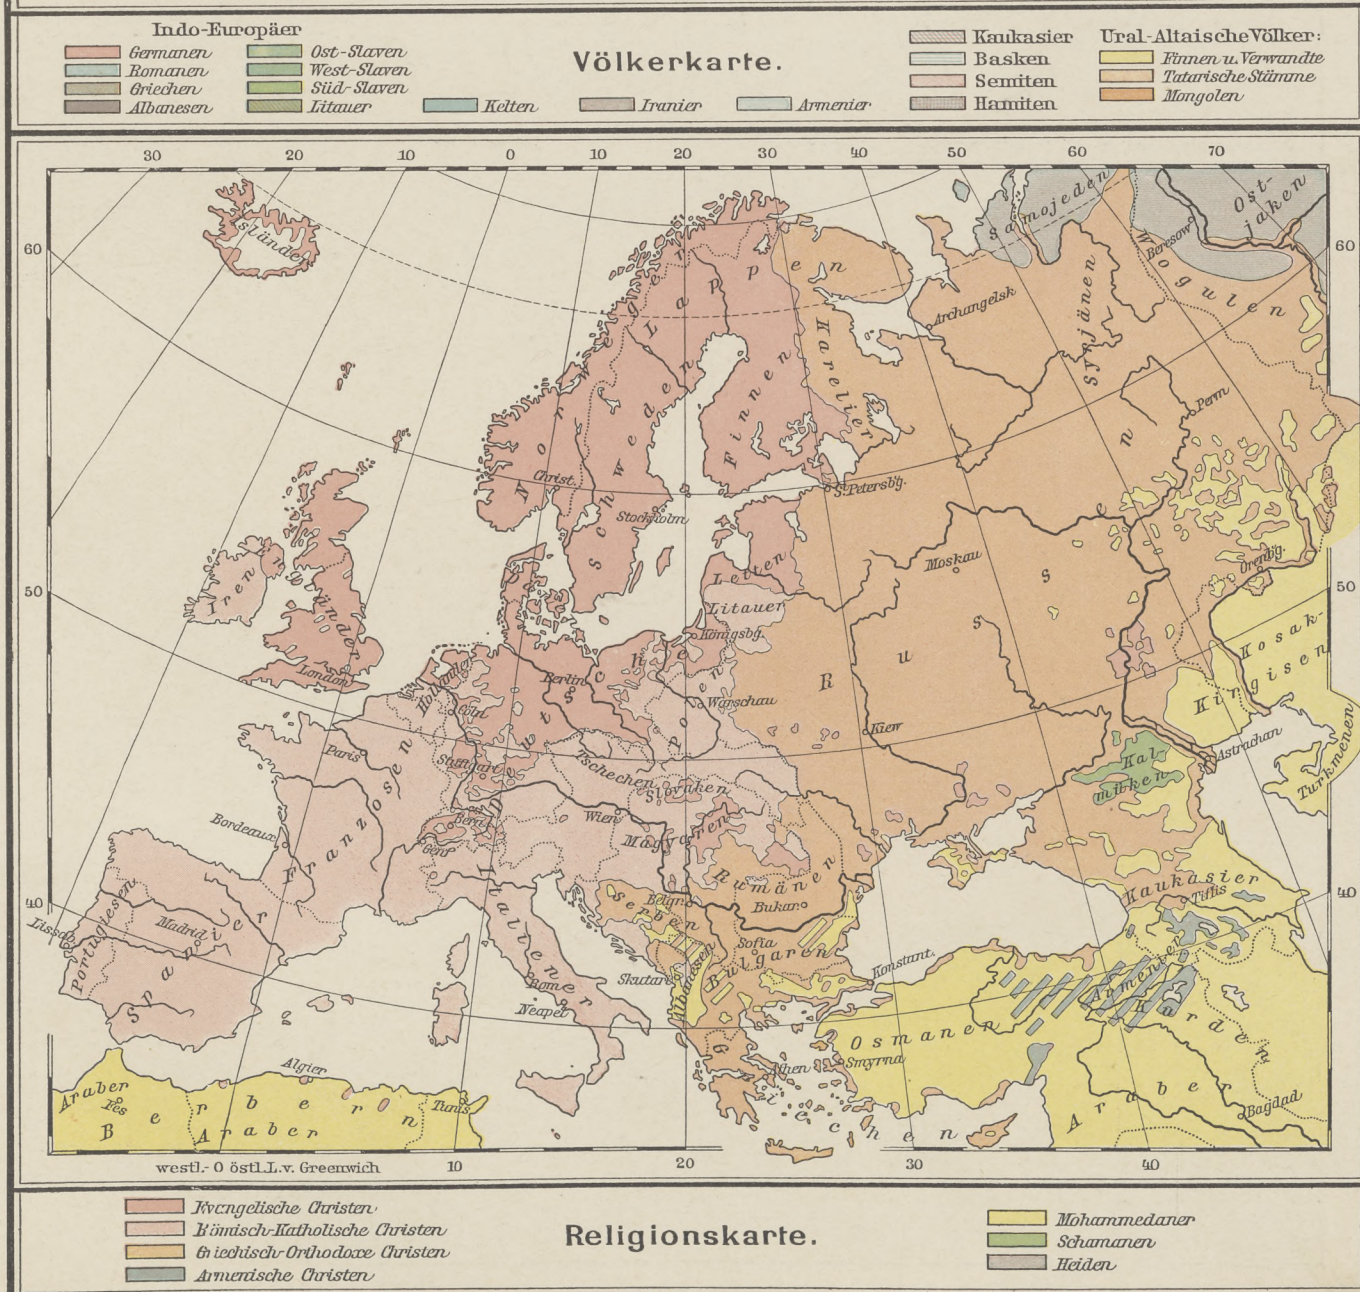 Indo-Europäer
Germanen
Romanen
Griechen
Albanesen
Ost-Slaven
West-Slaven
Süd-Slaven
Litauer
Völkerkarte.
Kelten
Iranier
Armenier
Kaukasier
Basken
Semiten
Hamiten
Ural-Altaische Völker:
Finnen u. Verwandte
Tatarische Stämme
Mongolen
30 20 10 0 10 20 30 40 50 60 70
60
50
40
60
50
40
Isländer
Norweger
Lappen
Schweden
Finnen
Karelier
Samojeden
Ostjaken
Wogulen
Syrjänen
Beresow
Archangelsk
Perm
Christ.
Stockholm
S. Petersbg.
Moskau
Orenbg.
Iren
Engländer
London
Dänen
Letten
Litauer
Königsbg.
Russen
Kosak-
Kirgisen
Holländer
Berlin
Deutsche
Polen
Warschau
Kiew
Cöln
Paris
Stuttgart
Tschechen
Slovaken
Astrachan
Turkmenen
Kal
müken
Franzosen
Bordeaux
Bern
Genf
Wien
Magyaren
Rumänen
Bukar.
Kaukasier
Tiflis
Portugiesen
Lissab.
Madrid
Spanier
Italiener
Rome
Neapel
Serben
Belgr.
Sofia
Bulgaren
Skutari
Albanesen
Konstant.
Armenier
Kurden
Osmanen
Smyrna
Athen
Griechen
Araber
Bagdad
Araber
Fes
Algier
Tunis
Berbern
Araber
westl.- 0 östl.L.v. Greenwich
10 20 30 40
Evangelische Christen
Römisch-Katholische Christen
Griechisch-Orthodoxe Christen
Armenische Christen
Religionskarte.
Mohammedaner
Schamanen
Heiden